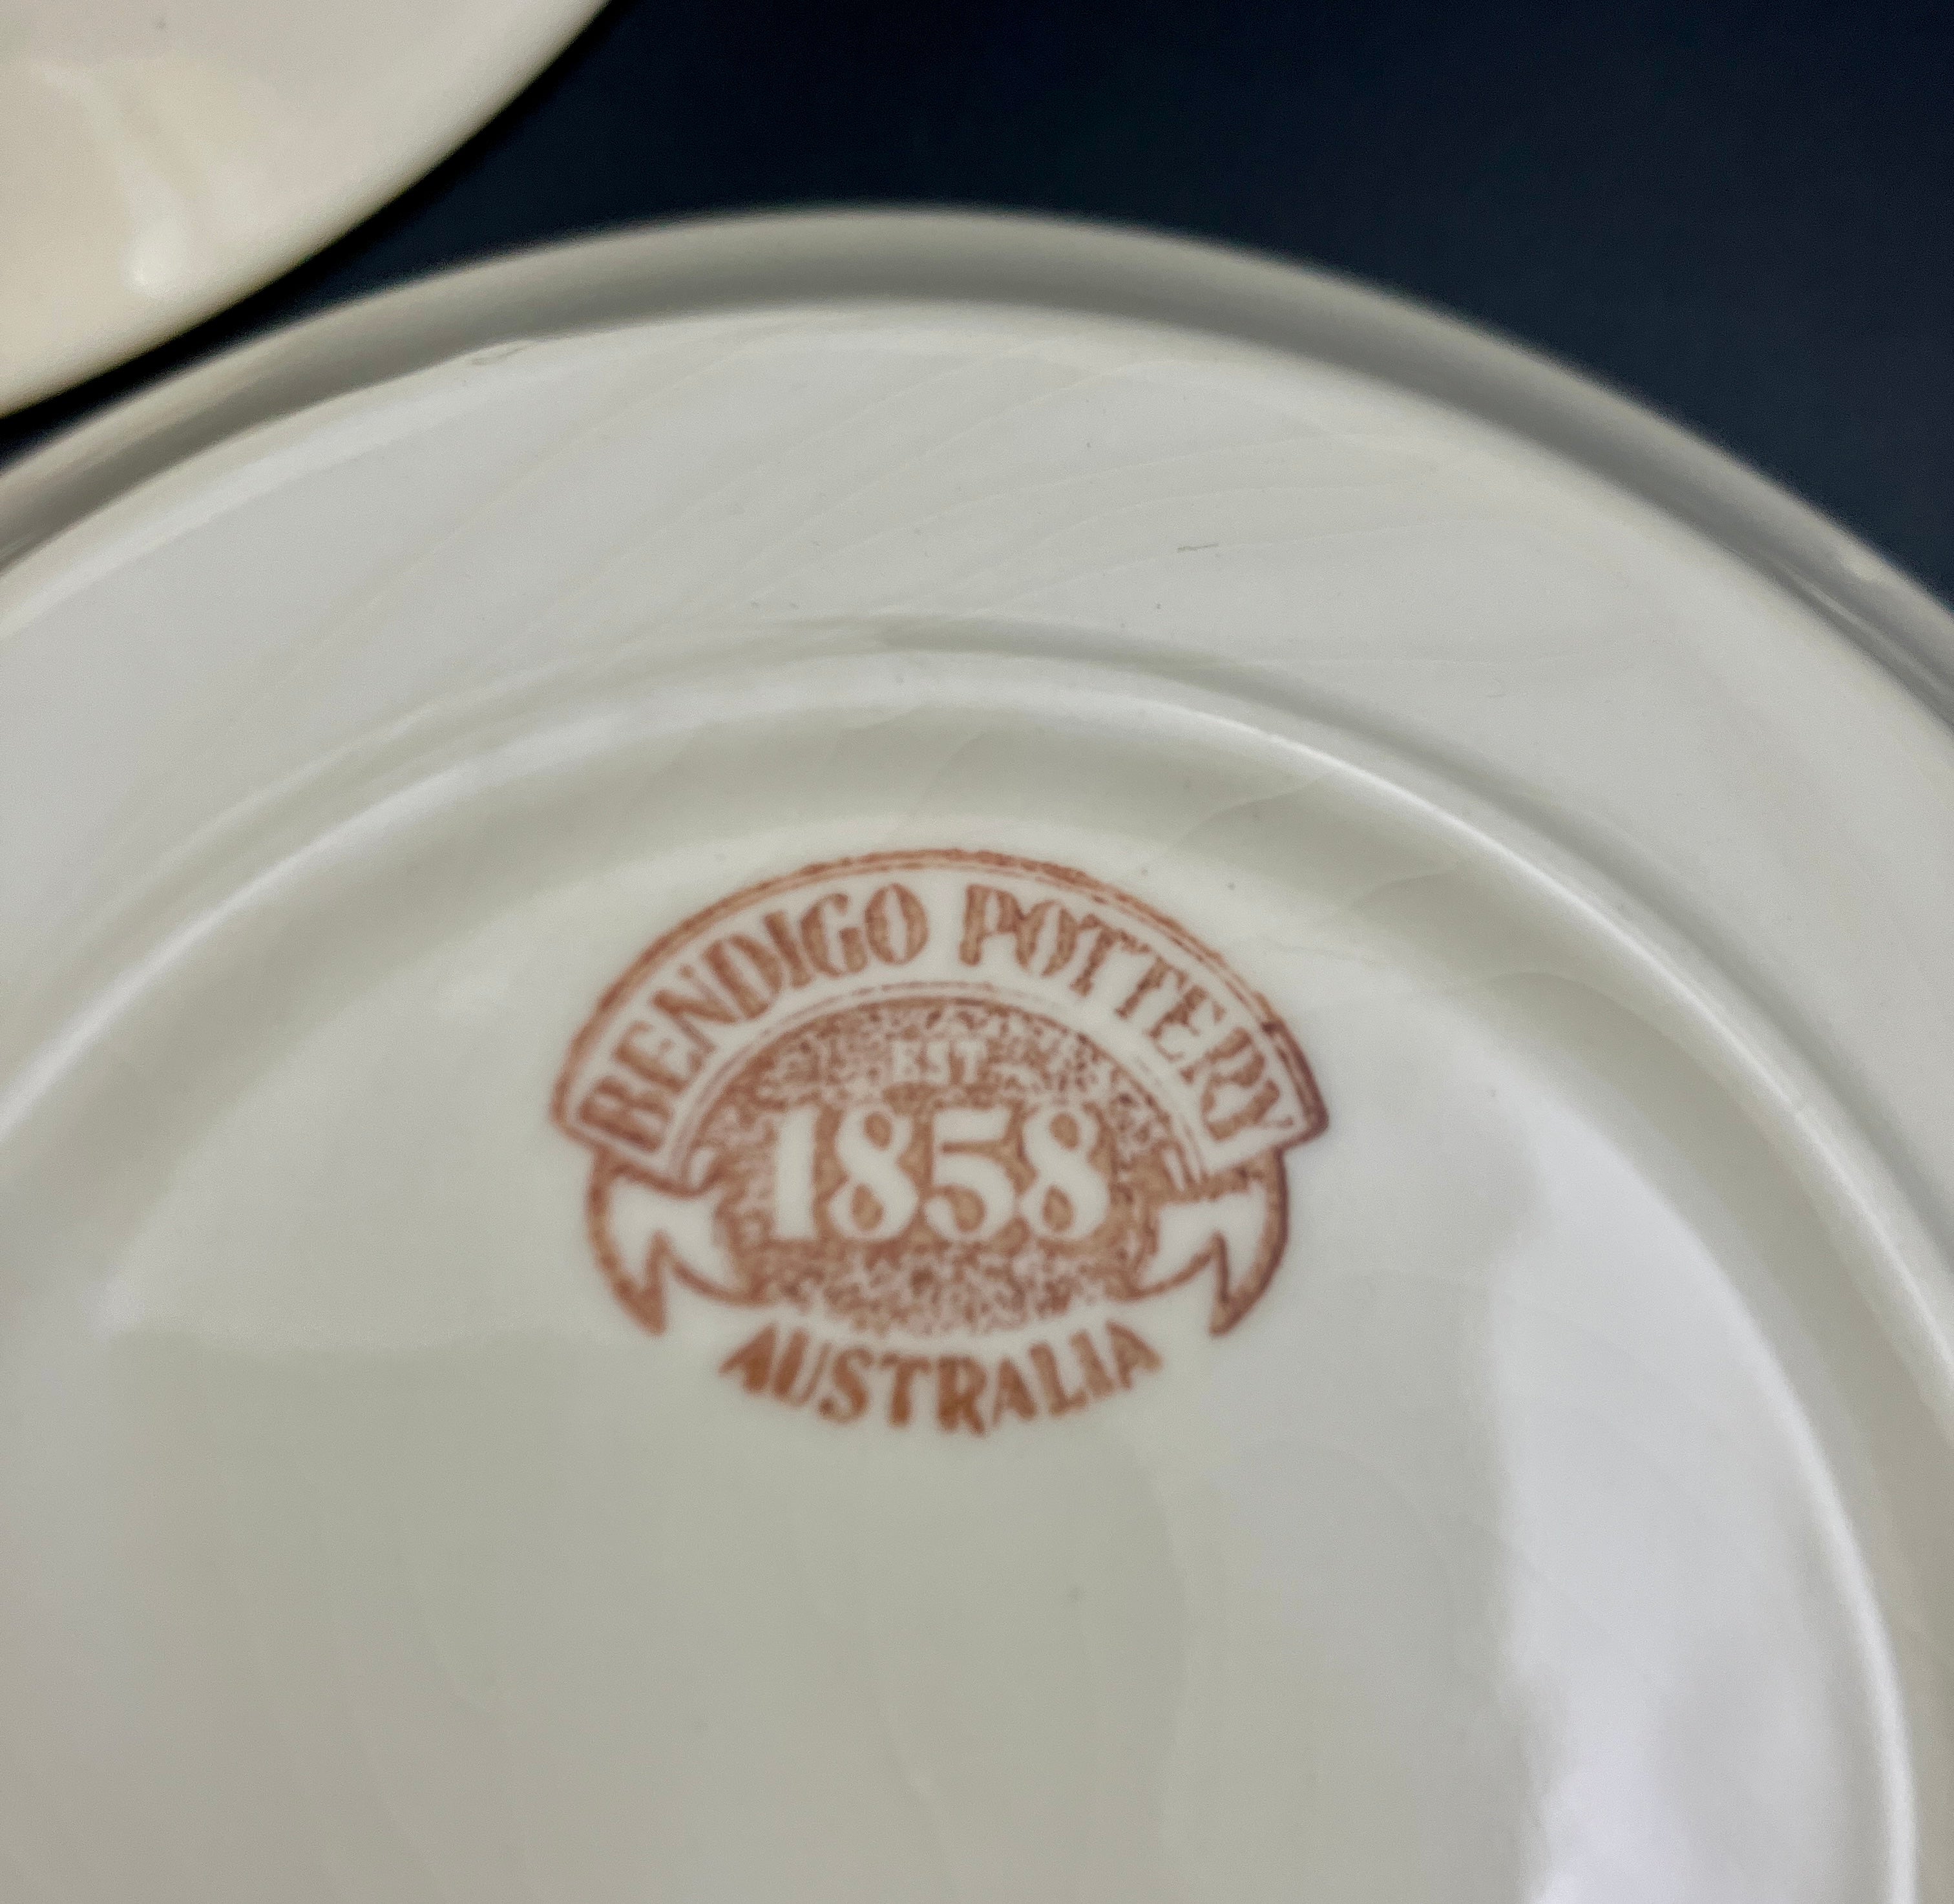 BENDIGO POTTERY
EST
1858
AUSTRALIA